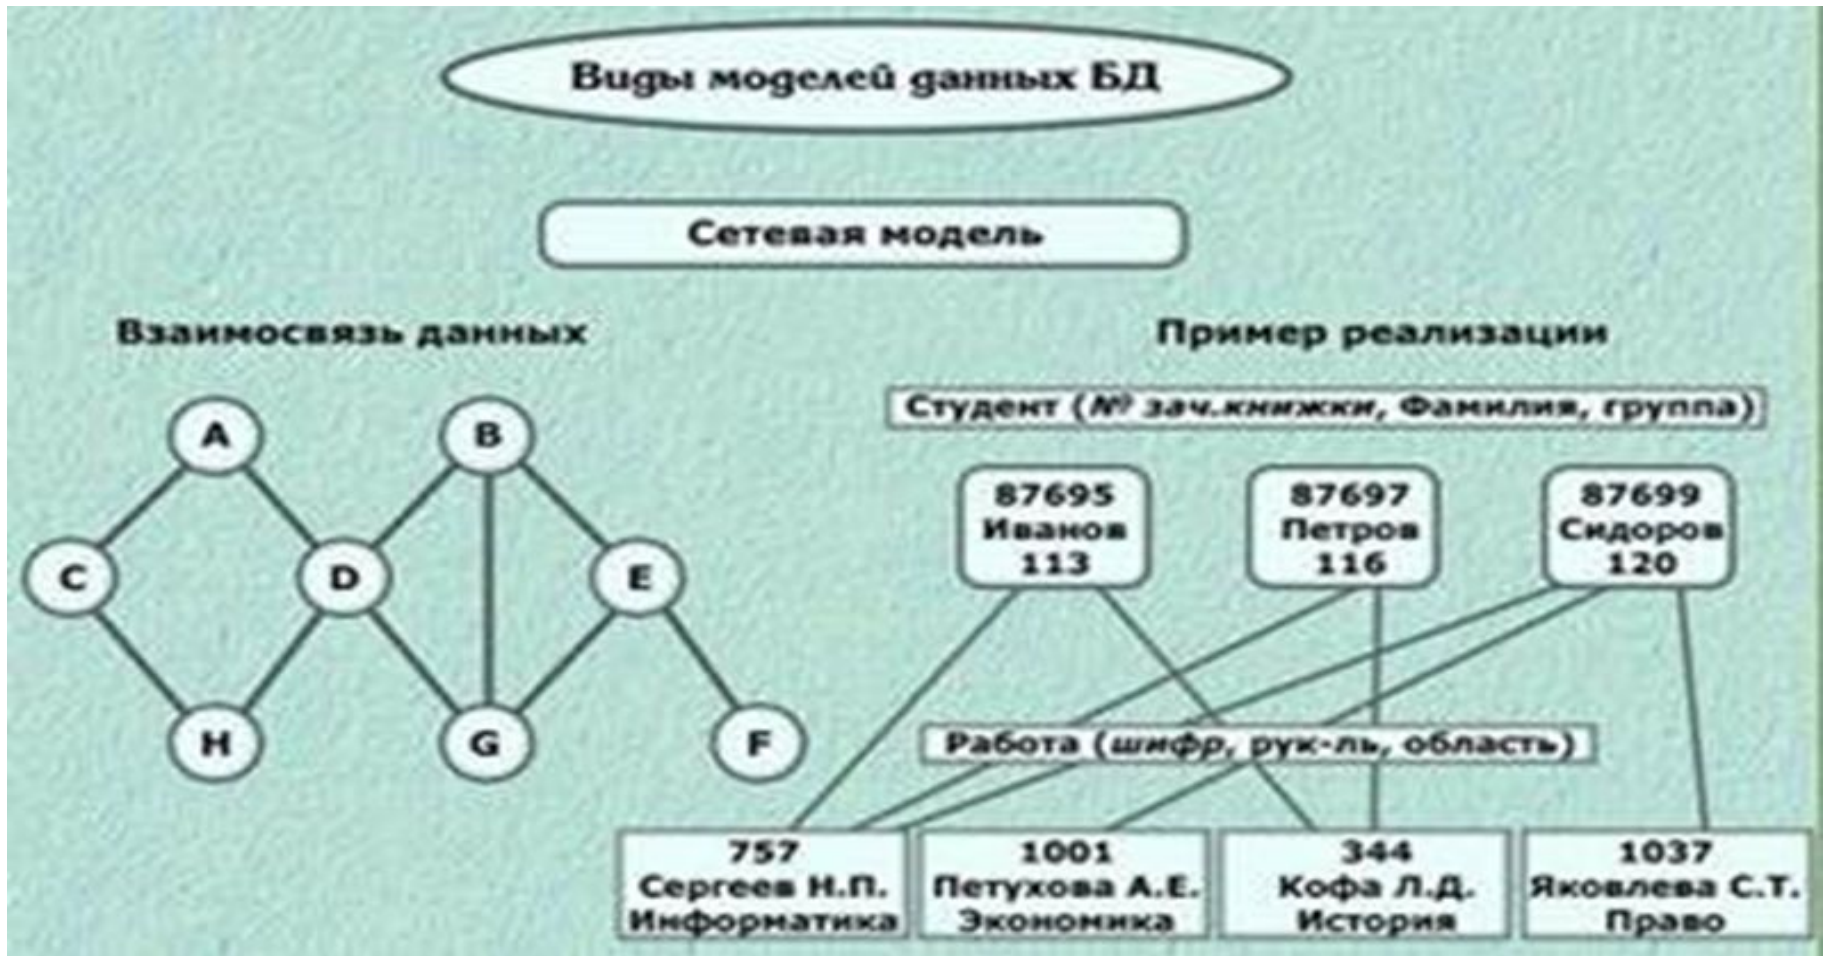 Виды моделей данных БД
Сетевая модель
Взаимосвязь данных
Пример реализации
A
B
C
D
E
H
G
F
Студент (№ зач.книжки, Фамилия, группа)
87695
Иванов
113
87697
Петров
116
87699
Сидоров
120
Работа (шифр, рук-ль, область)
757
Сергеев Н.П.
Информатика
1001
Петухова А.Е.
Экономика
344
Кофа Л.Д.
История
1037
Яковлева С.Т.
Право